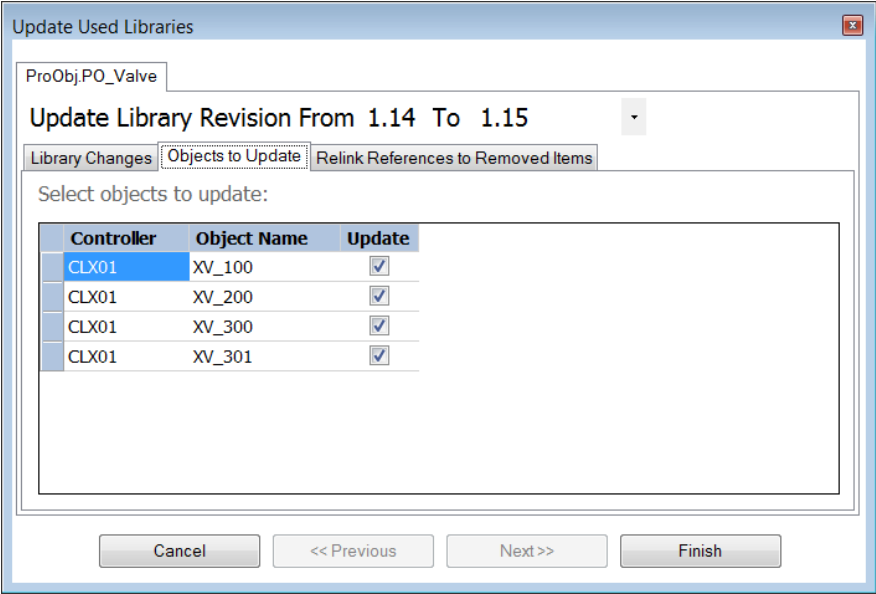 Update Used Libraries
ProObj.PO_Valve
Update Library Revision From 1.14 To 1.15
Library Changes Objects to Update Relink References to Removed Items
Select objects to update:
Controller Object Name Update
CLX01 XV_100
CLX01 XV_200
CLX01 XV_300
CLX01 XV_301
Cancel << Previous Next >> Finish